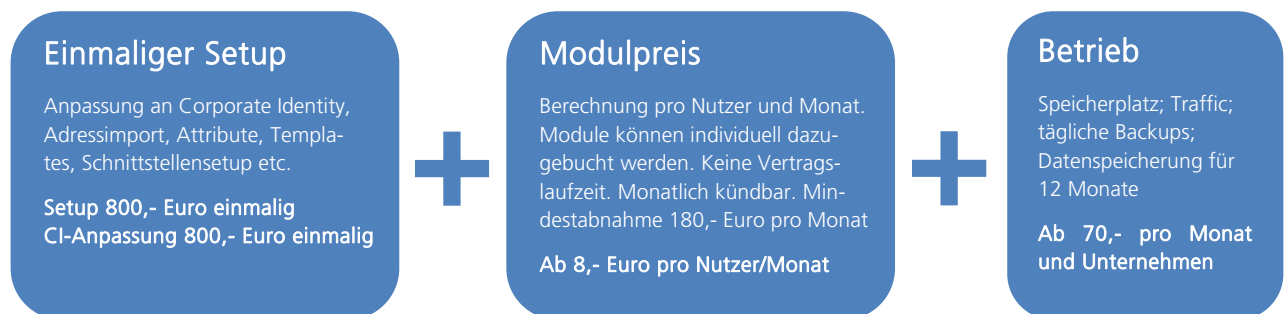 Einmaliger Setup
Anpassung an Corporate Identity,
Adressimport, Attribute, Templa-
tes, Schnittstellensetup etc.
Setup 800,- Euro einmalig
CI-Anpassung 800,- Euro einmalig
Modulpreis
Berechnung pro Nutzer und Monat.
Module können individuell dazu-
gebucht werden. Keine Vertrags-
laufzeit. Monatlich kündbar. Min-
destabnahme 180,- Euro pro Monat
Ab 8,- Euro pro Nutzer/Monat
Betrieb
Speicherplatz; Traffic;
tägliche Backups;
Datenspeicherung für
12 Monate
Ab 70,- pro Monat
und Unternehmen